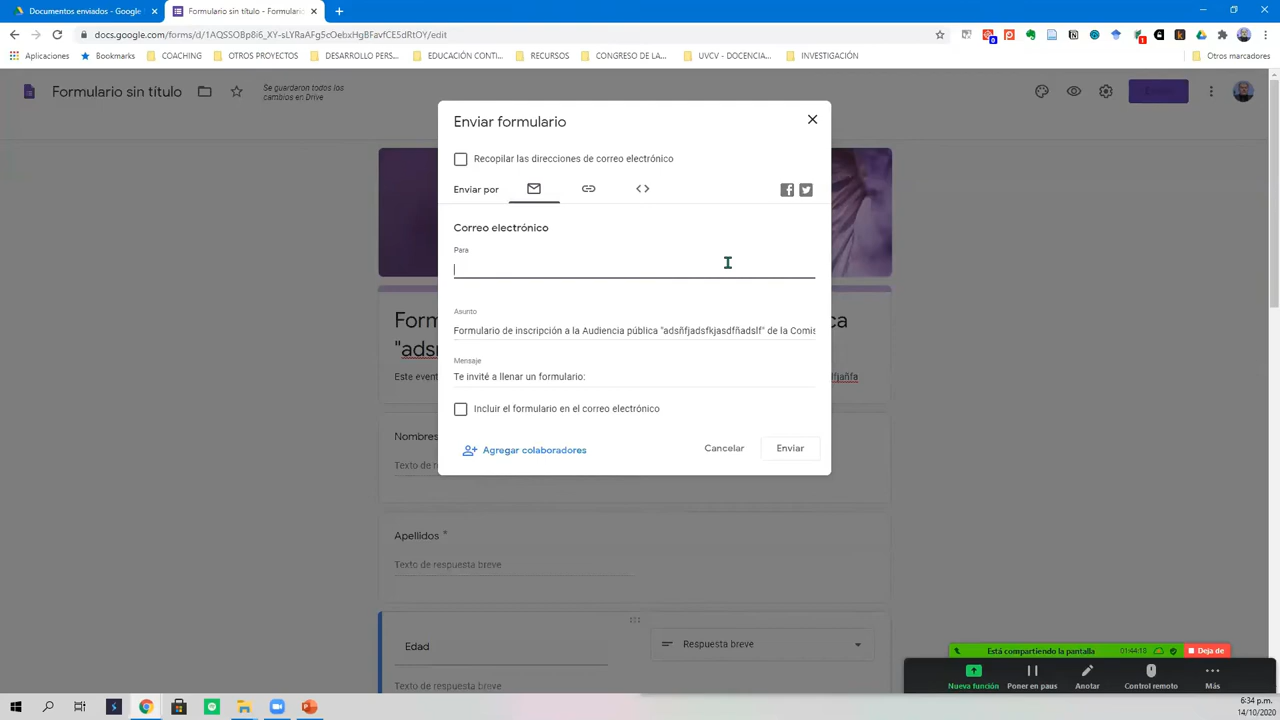 Documentos enviados - Google
Formulario sin título - Formulario
docs.google.com/forms/d/1AQSSOBp8i6_XY-sLYRaAFg5cOebxHgBFavfCE5dRtOY/edit
Aplicaciones
Bookmarks
COACHING
OTROS PROYECTOS
DESARROLLO PERS...
EDUCACIÓN CONTI...
RECURSOS
CONGRESO DE LA...
UVCV - DOCENCIA...
INVESTIGACIÓN
Otros marcadores
Formulario sin título
Se guardaron todos los
cambios en Drive
Enviar formulario
Recopilar las direcciones de correo electrónico
Enviar por
Correo electrónico
Para
Asunto
Formulario de inscripción a la Audiencia pública "adsñfjadsfkjasdfñadslf" de la Comis
Mensaje
Te invité a llenar un formulario:
Incluir el formulario en el correo electrónico
Agregar colaboradores
Cancelar
Enviar
Nombres
Apellidos *
Texto de respuesta breve
Edad
Respuesta breve
Texto de respuesta breve
Está compartiendo la pantalla
01:44:18
Deja de
Nueva función
Poner en paus
Anotar
Control remoto
Más
6:34 p.m.
14/10/2020